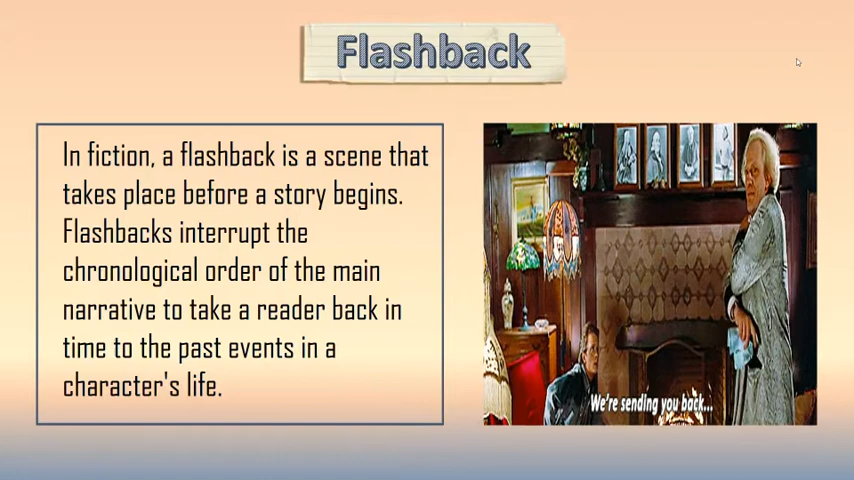 Flashback
In fiction, a flashback is a scene that
takes place before a story begins.
Flashbacks interrupt the
chronological order of the main
narrative to take a reader back in
time to the past events in a
character's life.
We're sending you back...